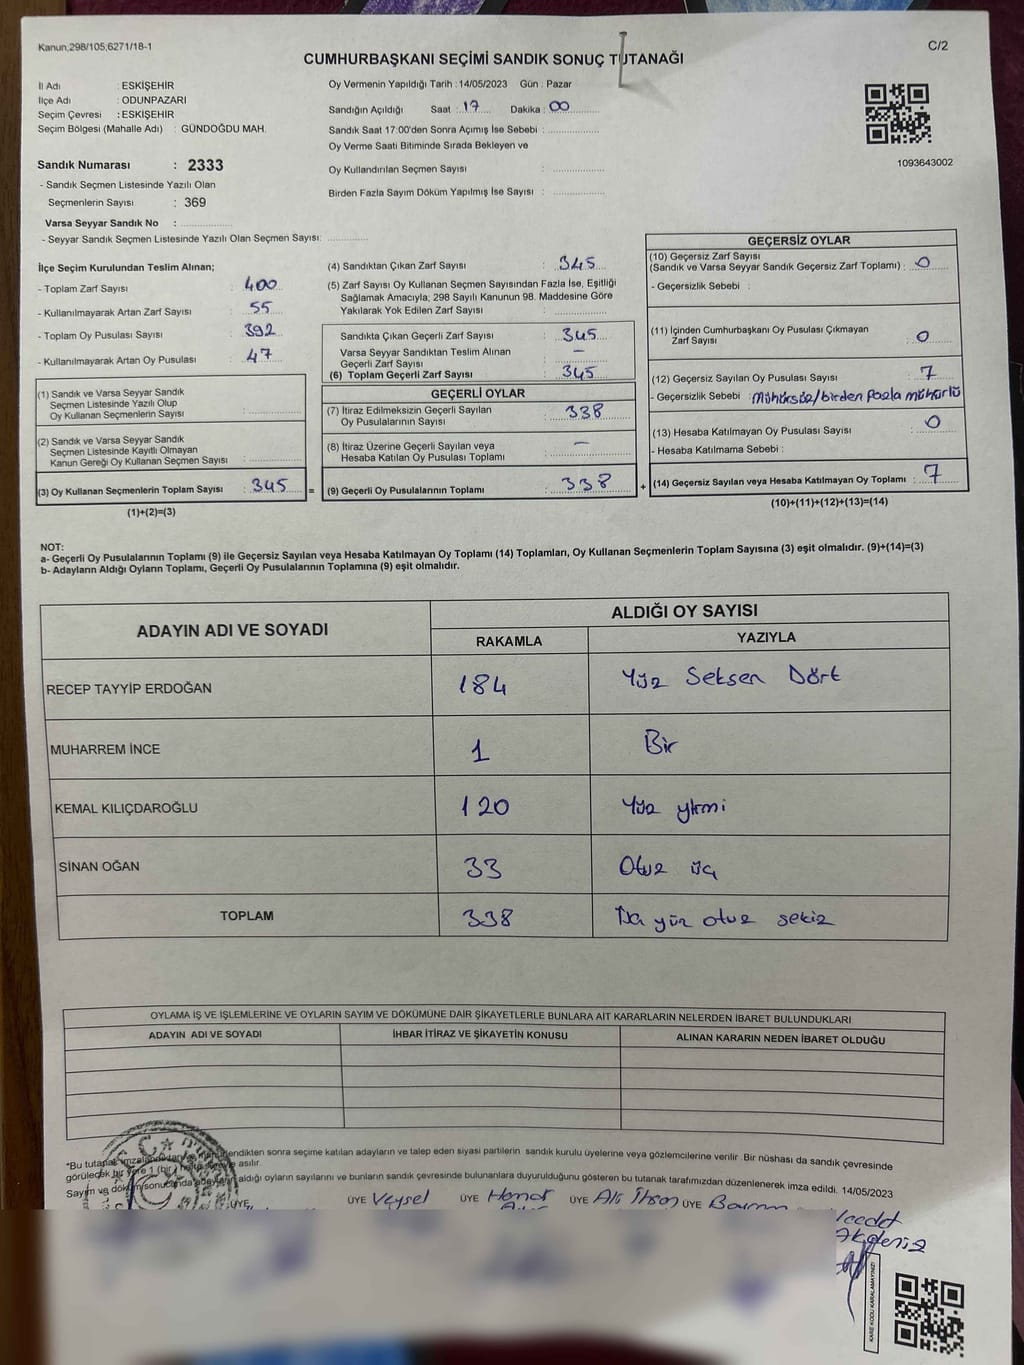 Kanun,298/105,6271/18-1
C/2
CUMHURBAŞKANI SEÇİMİ SANDIK SONUÇ TUTANAĞI
İl Adı : ESKİŞEHİR
İlçe Adı : ODUNPAZARI
Seçim Çevresi : ESKİŞEHİR
Seçim Bölgesi (Mahalle Adı) : GÜNDOĞDU MAH.
Sandık Numarası : 2333
- Sandık Seçmen Listesinde Yazılı Olan
Seçmenlerin Sayısı : 369
Varsa Seyyar Sandık No :
- Seyyar Sandık Seçmen Listesinde Yazılı Olan Seçmen Sayısı:
Oy Vermenin Yapıldığı Tarih : 14/05/2023 Gün : Pazar
Sandığın Açıldığı Saat : 17 Dakika : 00
Sandık Saat 17:00'den Sonra Açımış İse Sebebi :
Oy Verme Saati Bitiminde Sırada Bekleyen ve
Oy Kullandırılan Seçmen Sayısı :
Birden Fazla Sayım Döküm Yapılmış İse Sayısı :
1093643002
İlçe Seçim Kurulundan Teslim Alınan;
- Toplam Zarf Sayısı : 400
- Kullanılmayarak Artan Zarf Sayısı : 55
- Toplam Oy Pusulası Sayısı : 392
- Kullanılmayarak Artan Oy Pusulası : 47
(1) Sandık ve Varsa Seyyar Sandık
Seçmen Listesinde Yazılı Olup
Oy Kullanan Seçmenlerin Sayısı :
(2) Sandık ve Varsa Seyyar Sandık
Seçmen Listesinde Kayıtlı Olmayan
Kanun Gereği Oy Kullanan Seçmen Sayısı :
(3) Oy Kullanan Seçmenlerin Toplam Sayısı : 345 =
(1)+(2)=(3)
(4) Sandıktan Çıkan Zarf Sayısı : 345
(5) Zarf Sayısı Oy Kullanan Seçmen Sayısından Fazla İse, Eşitliği
Sağlamak Amacıyla; 298 Sayılı Kanunun 98. Maddesine Göre
Yakılarak Yok Edilen Zarf Sayısı :
Sandıkta Çıkan Geçerli Zarf Sayısı : 345
Varsa Seyyar Sandıktan Teslim Alınan
Geçerli Zarf Sayısı : —
(6) Toplam Geçerli Zarf Sayısı : 345
GEÇERLİ OYLAR
(7) İtiraz Edilmeksizin Geçerli Sayılan
Oy Pusulalarının Sayısı : 338
(8) İtiraz Üzerine Geçerli Sayılan veya
Hesaba Katılan Oy Pusulası Toplamı : —
(9) Geçerli Oy Pusulalarının Toplamı : 338 +
GEÇERSİZ OYLAR
(10) Geçersiz Zarf Sayısı
(Sandık ve Varsa Seyyar Sandık Geçersiz Zarf Toplamı) : 0
- Geçersizlik Sebebi :
(11) İçinden Cumhurbaşkanı Oy Pusulası Çıkmayan
Zarf Sayısı : 0
(12) Geçersiz Sayılan Oy Pusulası Sayısı : 7
- Geçersizlik Sebebi : Mühürsüz/birden fazla mühürlü
(13) Hesaba Katılmayan Oy Pusulası Sayısı : 0
- Hesaba Katılmama Sebebi :
(14) Geçersiz Sayılan veya Hesaba Katılmayan Oy Toplamı : 7
(10)+(11)+(12)+(13)=(14)
NOT:
a- Geçerli Oy Pusulalarının Toplamı (9) ile Geçersiz Sayılan veya Hesaba Katılmayan Oy Toplamı (14) Toplamları, Oy Kullanan Seçmenlerin Toplam Sayısına (3) eşit olmalıdır. (9)+(14)=(3)
b- Adayların Aldığı Oyların Toplamı, Geçerli Oy Pusulalarının Toplamına (9) eşit olmalıdır.
ADAYIN ADI VE SOYADI ALDIĞI OY SAYISI
RAKAMLA YAZIYLA
RECEP TAYYİP ERDOĞAN 184 Yüz Seksen Dört
MUHARREM İNCE 1 Bir
KEMAL KILIÇDAROĞLU 120 Yüz yirmi
SİNAN OĞAN 33 Otuz üç
TOPLAM 338 yüz otuz sekiz
OYLAMA İŞ VE İŞLEMLERİNE VE OYLARIN SAYIM VE DÖKÜMÜNE DAİR ŞİKAYETLERLE BUNLARA AİT KARARLARIN NELERDEN İBARET BULUNDUKLARI
ADAYIN ADI VE SOYADI İHBAR İTİRAZ VE ŞİKAYETİN KONUSU ALINAN KARARIN NEDEN İBARET OLDUĞU
*Bu sonra seçime katılan adayların ve talep eden siyasi partilerin sandık kurulu üyelerine veya gözlemcilerine verilir. Bir nüshası da sandık çevresinde
görülecek bir yere 1 (bir) asılır.
Sayım ve döküm sonucunda aldığı oyların sayılarını ve bunların sandık çevresinde bulunanlara duyurulduğunu gösteren bu tutanak tarafımızdan düzenlenerek imza edildi. 14/05/2023
ÜYE ÜYE Veysel ÜYE ÜYE Ali İhsan ÜYE
Akdeniz
KARE KODU KARALAMAYINIZ!